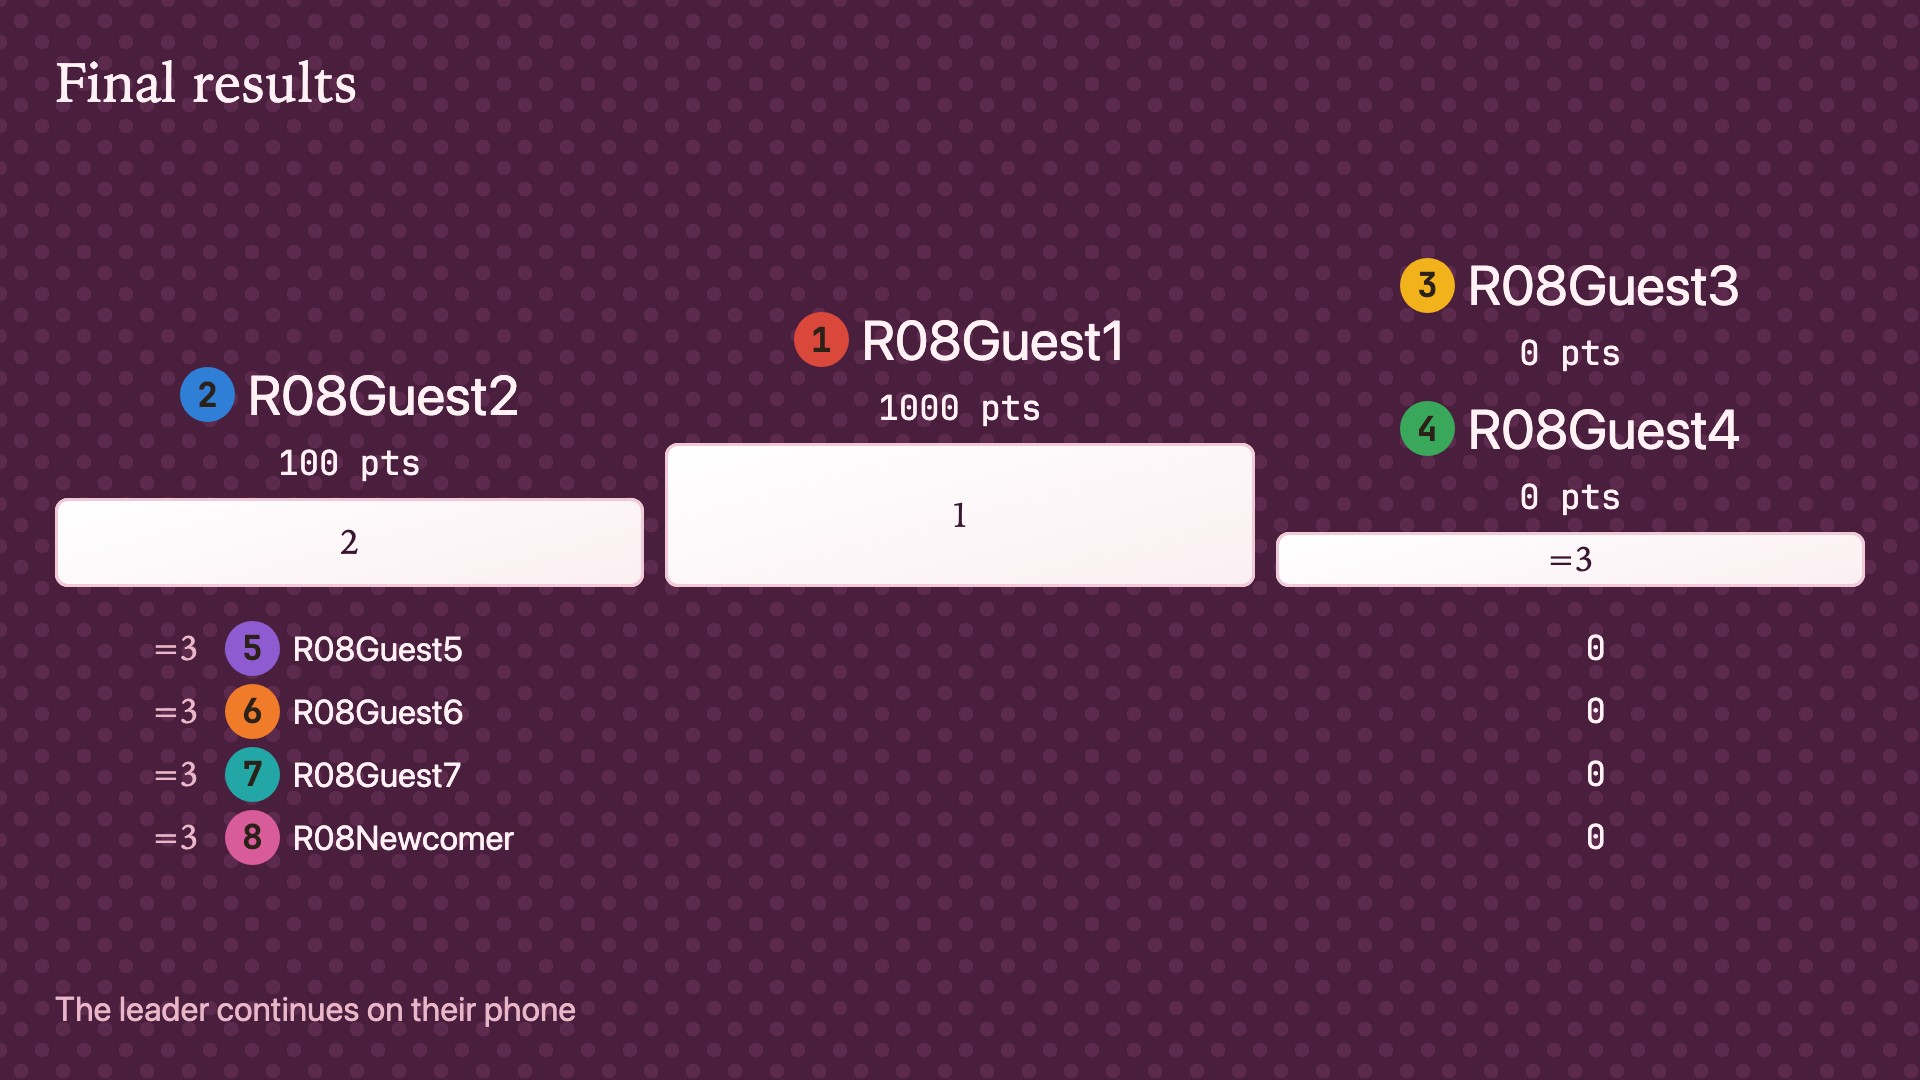 Final results
2 R08Guest2
100 pts
2
1 R08Guest1
1000 pts
1
3 R08Guest3
0 pts
4 R08Guest4
0 pts
=3
=3 5 R08Guest5 0
=3 6 R08Guest6 0
=3 7 R08Guest7 0
=3 8 R08Newcomer 0
The leader continues on their phone